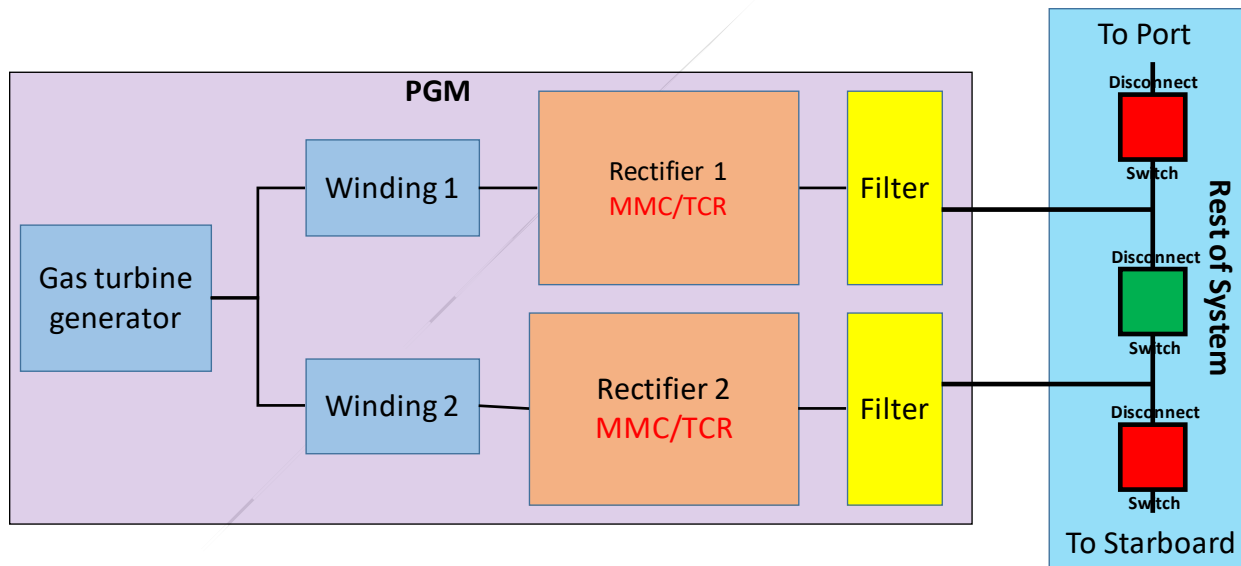 PGM
Gas turbine
generator
Winding 1
Rectifier 1
MMC/TCR
Filter
Winding 2
Rectifier 2
MMC/TCR
Filter
To Port
Disconnect
Switch
Disconnect
Switch
Disconnect
Switch
To Starboard
Rest of System